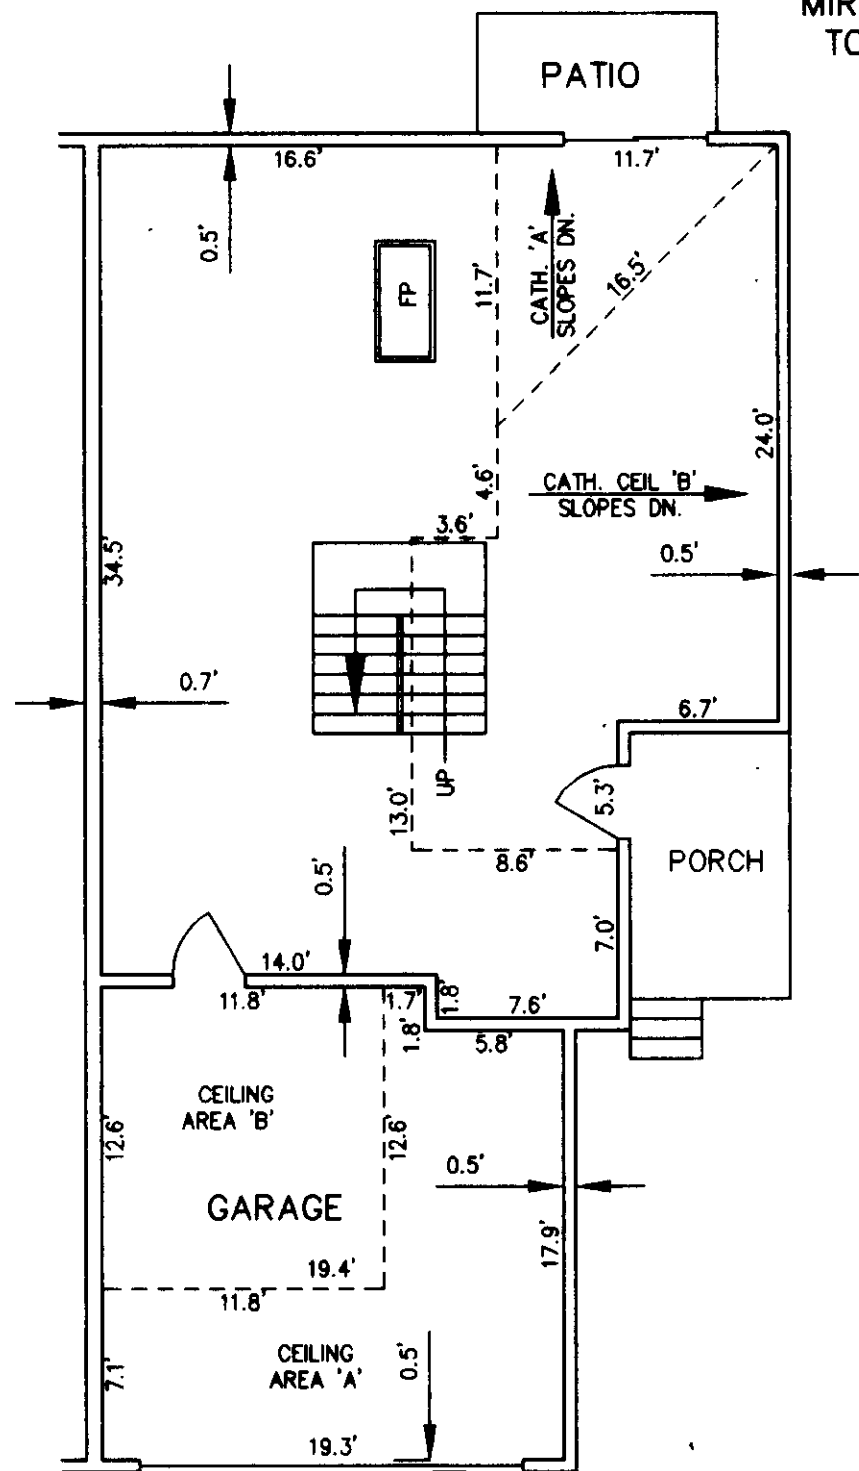 MIR
TO
PATIO
16.6'
11.7'
0.5'
FP
11.7'
CATH. 'A'
SLOPES DN.
16.5'
24.0'
4.6'
CATH. CEIL 'B'
SLOPES DN.
3.6'
34.5'
0.5'
0.7'
6.7'
UP
13.0'
5.3'
8.6'
PORCH
0.5'
7.0'
14.0'
11.8'
1.7'
1.8'
7.6'
1.8'
5.8'
CEILING
AREA 'B'
12.6'
12.6'
0.5'
GARAGE
17.9'
19.4'
11.8'
CEILING
AREA 'A'
7.1'
0.5'
19.3'